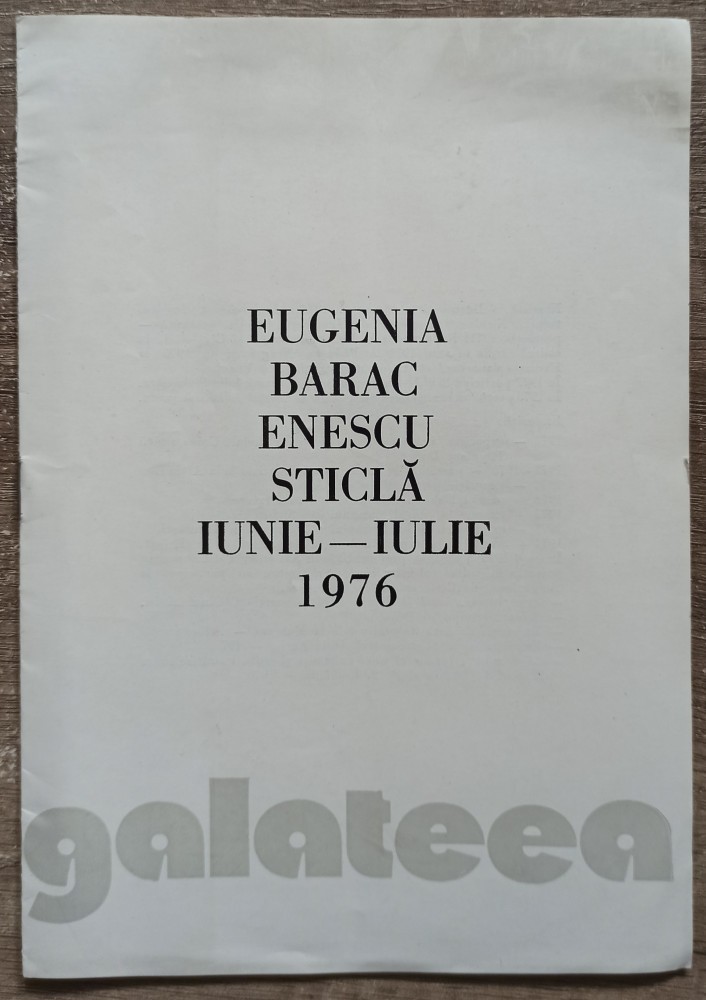 EUGENIA
BARAC
ENESCU
STICLĂ
IUNIE — IULIE
1976
galateea